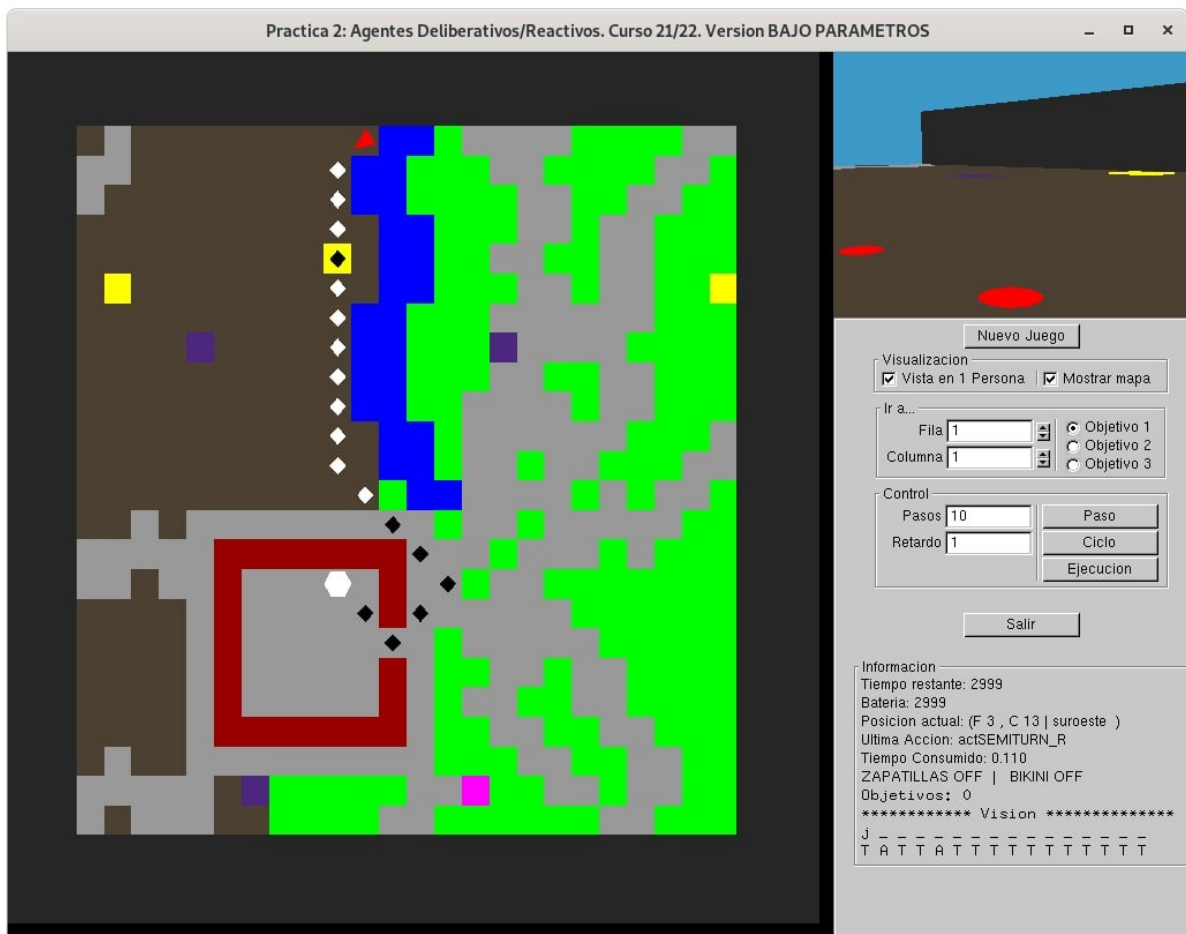 Practica 2: Agentes Deliberativos/Reactivos. Curso 21/22. Version BAJO PARAMETROS
Nuevo Juego
Visualizacion
Vista en 1 Persona
Mostrar mapa
Ir a...
Fila 1
Columna 1
Objetivo 1
Objetivo 2
Objetivo 3
Control
Pasos 10
Retardo 1
Paso
Ciclo
Ejecucion
Salir
Informacion
Tiempo restante: 2999
Bateria: 2999
Posicion actual: (F 3 , C 13 | suroeste )
Ultima Accion: actSEMITURN_R
Tiempo Consumido: 0.110
ZAPATILLAS OFF | BIKINI OFF
Objetivos: 0
************ Vision **************
j _ _ _ _ _ _ _ _ _ _ _ _ _ _ _
T A T T A T T T T T T T T T T T